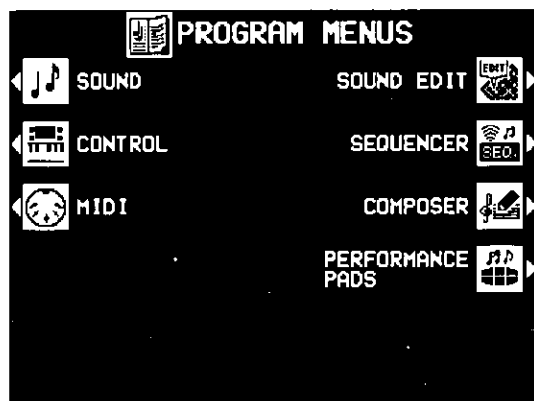 PROGRAM MENUS
SOUND
SOUND EDIT
EDIT
CONTROL
SEQUENCER
SEQ.
MIDI
COMPOSER
PERFORMANCE
PADS